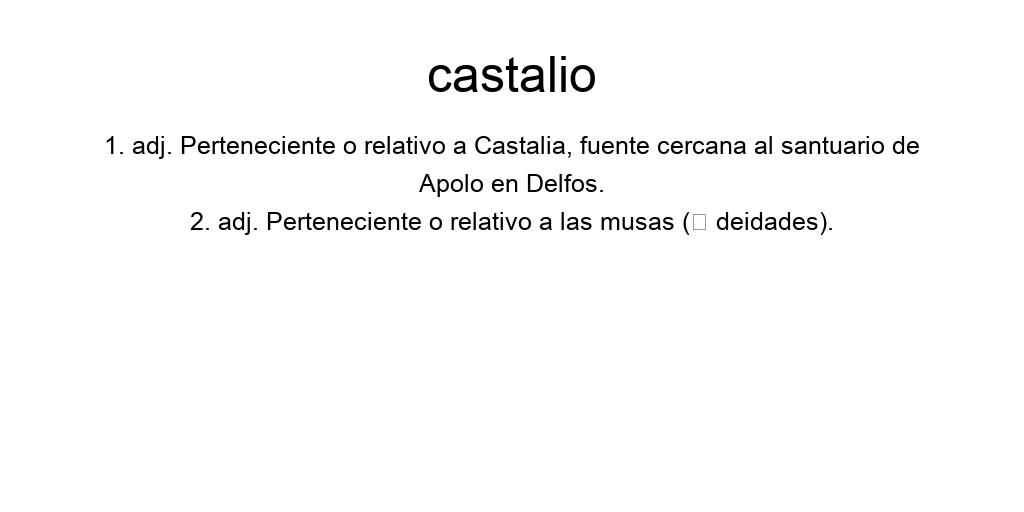 castalio
1. adj. Perteneciente o relativo a Castalia, fuente cercana al santuario de
Apolo en Delfos.
2. adj. Perteneciente o relativo a las musas (□ deidades).